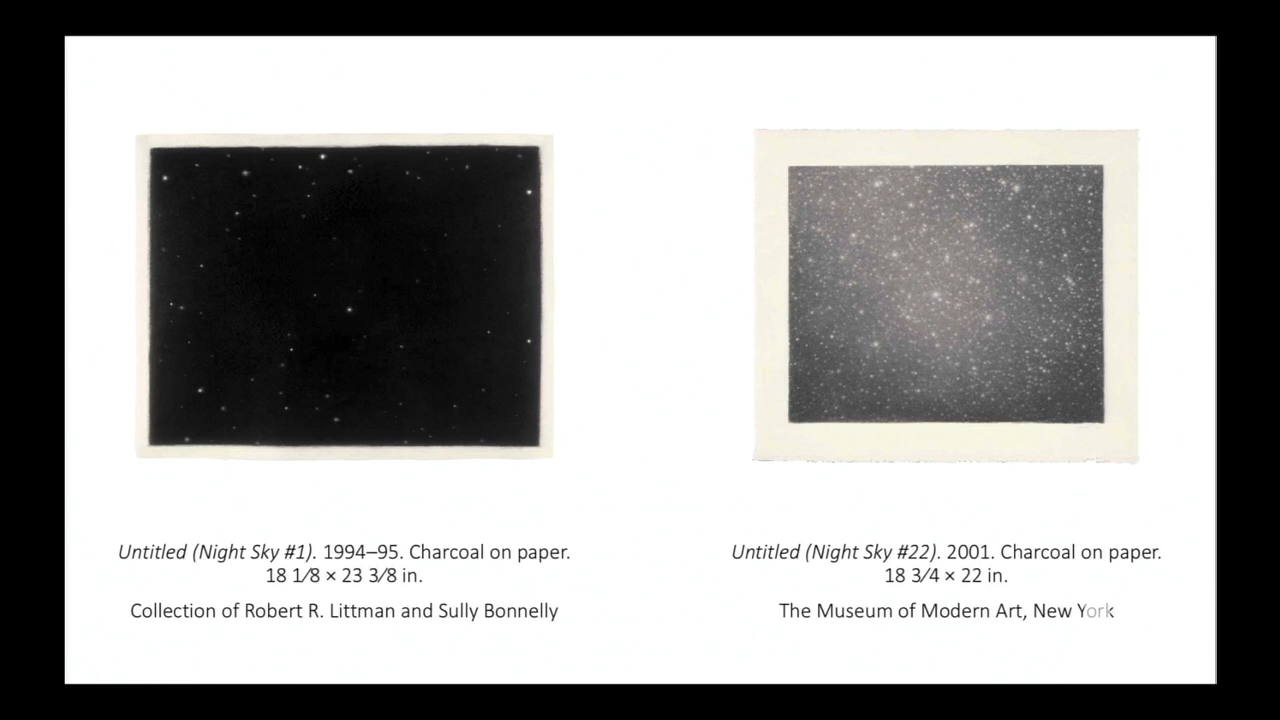 Untitled (Night Sky #1). 1994–95. Charcoal on paper.
18 1⁄8 × 23 3⁄8 in.
Collection of Robert R. Littman and Sully Bonnelly
Untitled (Night Sky #22). 2001. Charcoal on paper.
18 3⁄4 × 22 in.
The Museum of Modern Art, New York